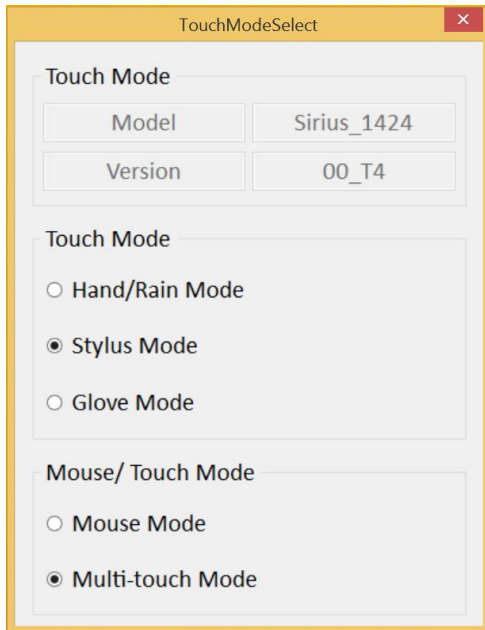 TouchModeSelect
Touch Mode
Model Sirius_1424
Version 00_T4
Touch Mode
Hand/Rain Mode
Stylus Mode
Glove Mode
Mouse/ Touch Mode
Mouse Mode
Multi-touch Mode